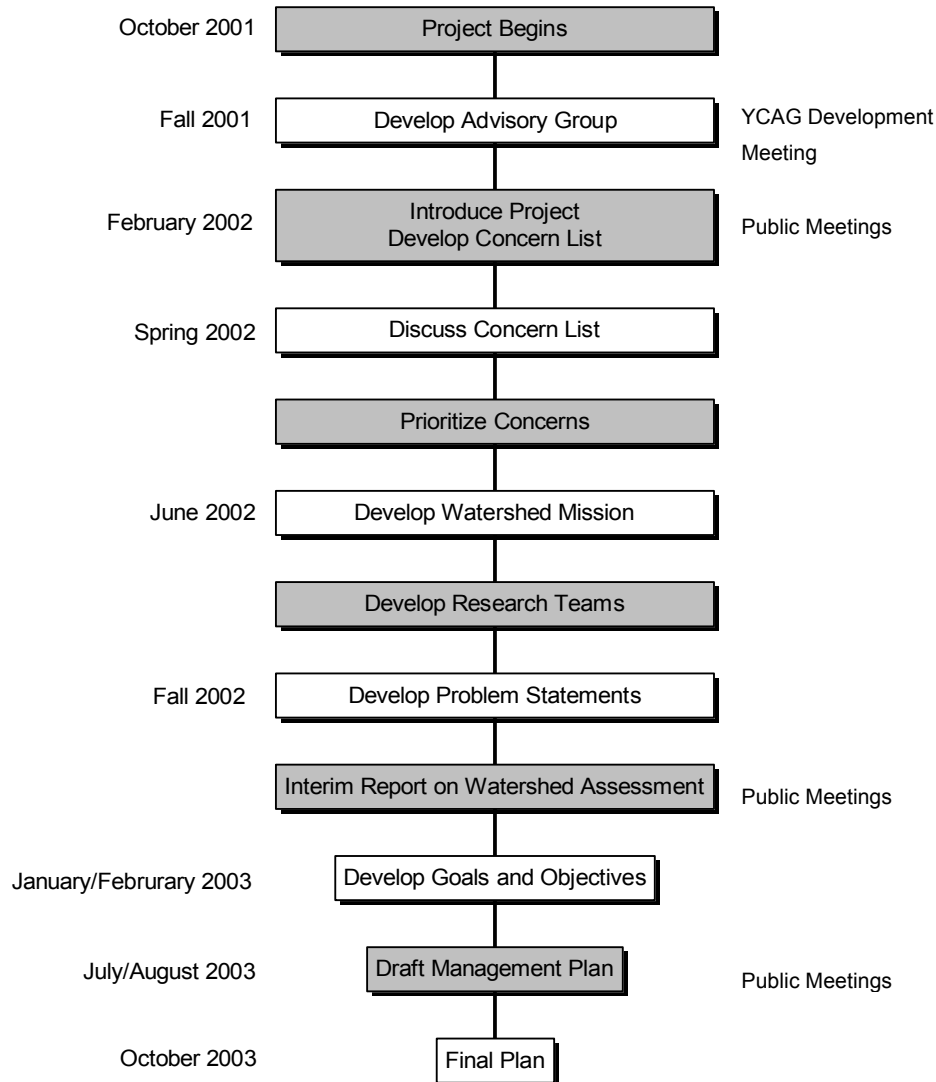 October 2001
Project Begins
Fall 2001
Develop Advisory Group
YCAG Development
Meeting
February 2002
Introduce Project
Develop Concern List
Public Meetings
Spring 2002
Discuss Concern List
Prioritize Concerns
June 2002
Develop Watershed Mission
Develop Research Teams
Fall 2002
Develop Problem Statements
Interim Report on Watershed Assessment
Public Meetings
January/Februrary 2003
Develop Goals and Objectives
July/August 2003
Draft Management Plan
Public Meetings
October 2003
Final Plan